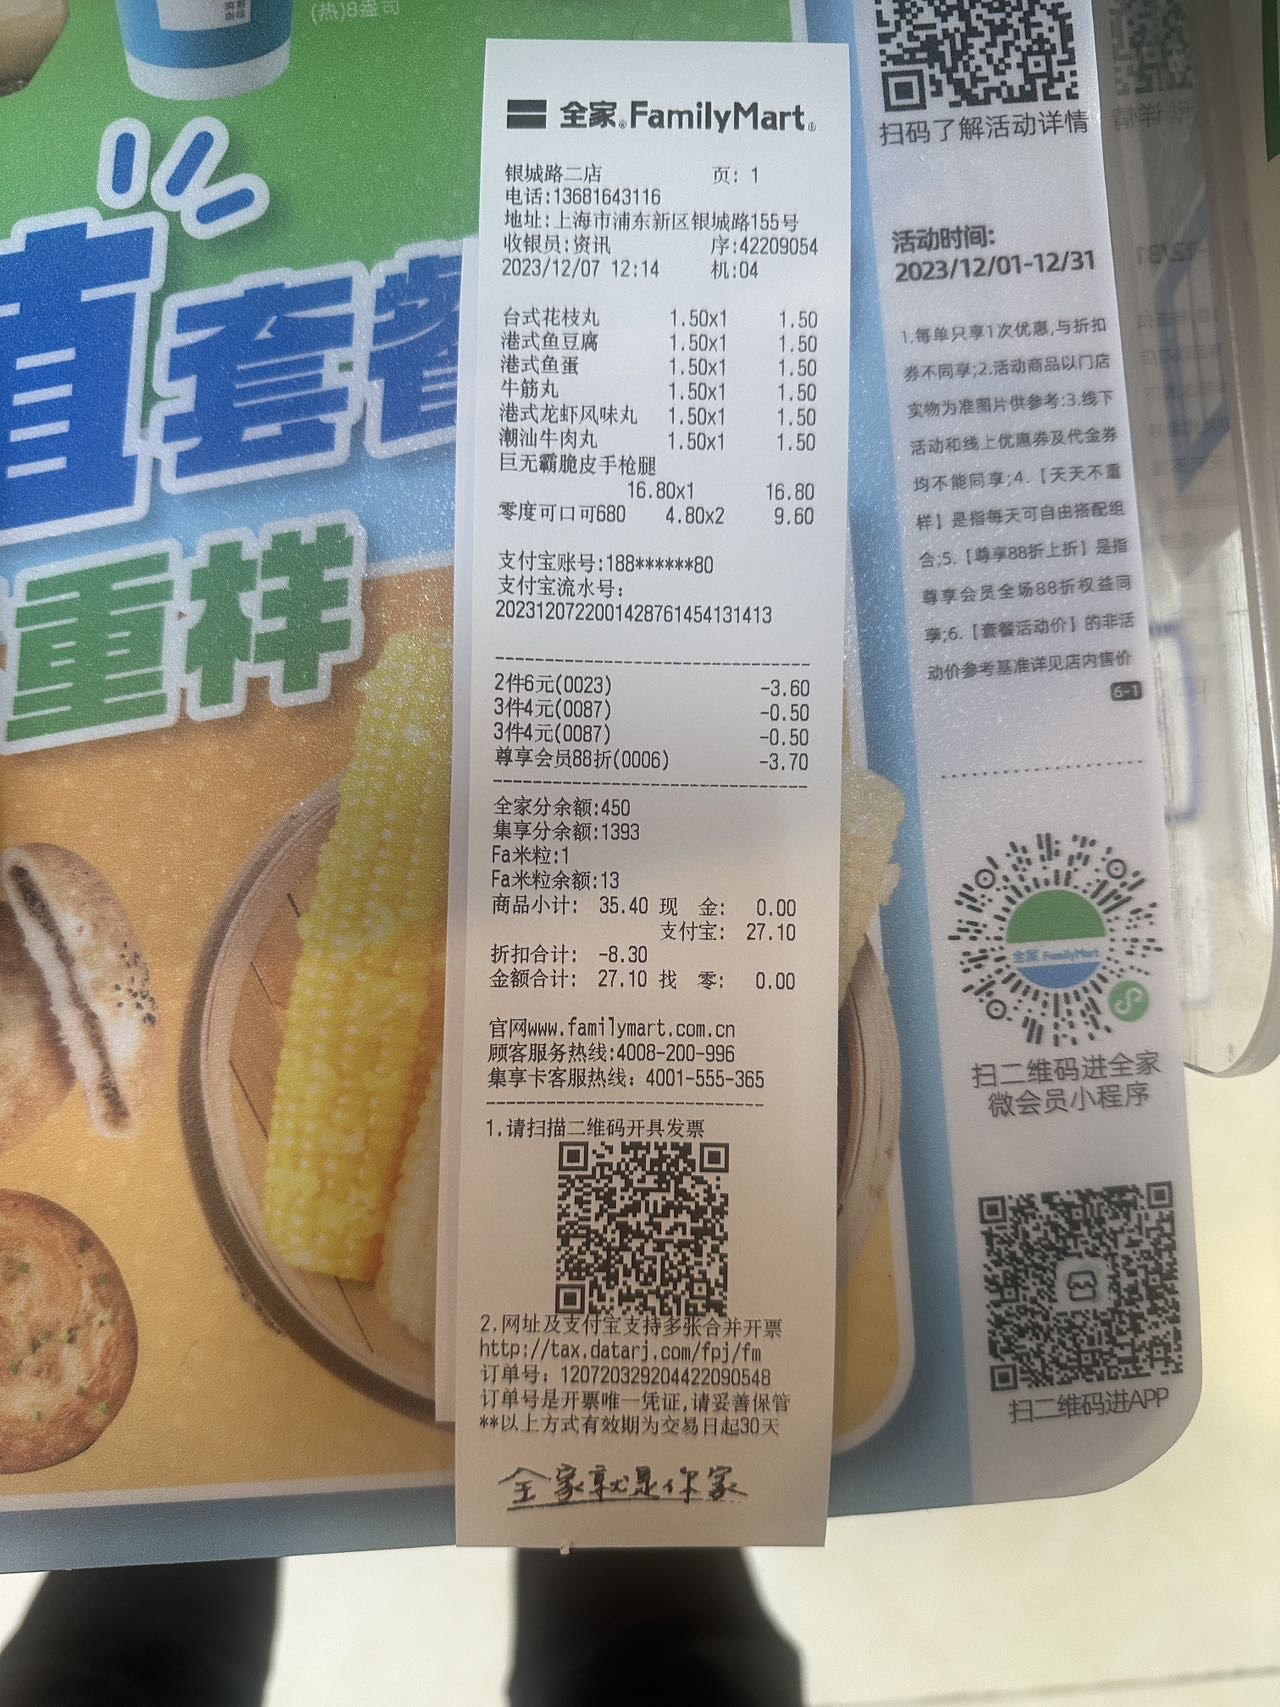 (热)8盎司
值套餐
重样
全家 FamilyMart
银城路二店 页: 1
电话:13681643116
地址:上海市浦东新区银城路155号
收银员:资讯 序:42209054
2023/12/07 12:14 机:04
台式花枝丸 1.50x1 1.50
港式鱼豆腐 1.50x1 1.50
港式鱼蛋 1.50x1 1.50
牛筋丸 1.50x1 1.50
港式龙虾风味丸 1.50x1 1.50
潮汕牛肉丸 1.50x1 1.50
巨无霸脆皮手枪腿
16.80x1 16.80
零度可口可680 4.80x2 9.60
支付宝账号:188******80
支付宝流水号:
2023120722001428761454131413
2件6元(0023) -3.60
3件4元(0087) -0.50
3件4元(0087) -0.50
尊享会员88折(0006) -3.70
全家分余额:450
集享分余额:1393
Fa米粒:1
Fa米粒余额:13
商品小计: 35.40 现 金: 0.00
支付宝: 27.10
折扣合计: -8.30
金额合计: 27.10 找 零: 0.00
官网www.familymart.com.cn
顾客服务热线:4008-200-996
集享卡客服热线: 4001-555-365
1.请扫描二维码开具发票
2.网址及支付宝支持多张合并开票
http://tax.datarj.com/fpj/fm
订单号: 120720329204422090548
订单号是开票唯一凭证,请妥善保管
**以上方式有效期为交易日起30天
全家就是你家
扫码了解活动详情
活动时间:
2023/12/01-12/31
1.每单只享1次优惠,与折扣
券不同享;2.活动商品以门店
实物为准图片供参考;3.线下
活动和线上优惠券及代金券
均不能同享;4.【天天不重
样】是指每天可自由搭配组
合;5.【尊享88折上折】是指
尊享会员全场88折权益同
享;6.【套餐活动价】的非活
动价参考基准详见店内售价
6-1
全家 FamilyMart
扫二维码进全家
微会员小程序
扫二维码进APP